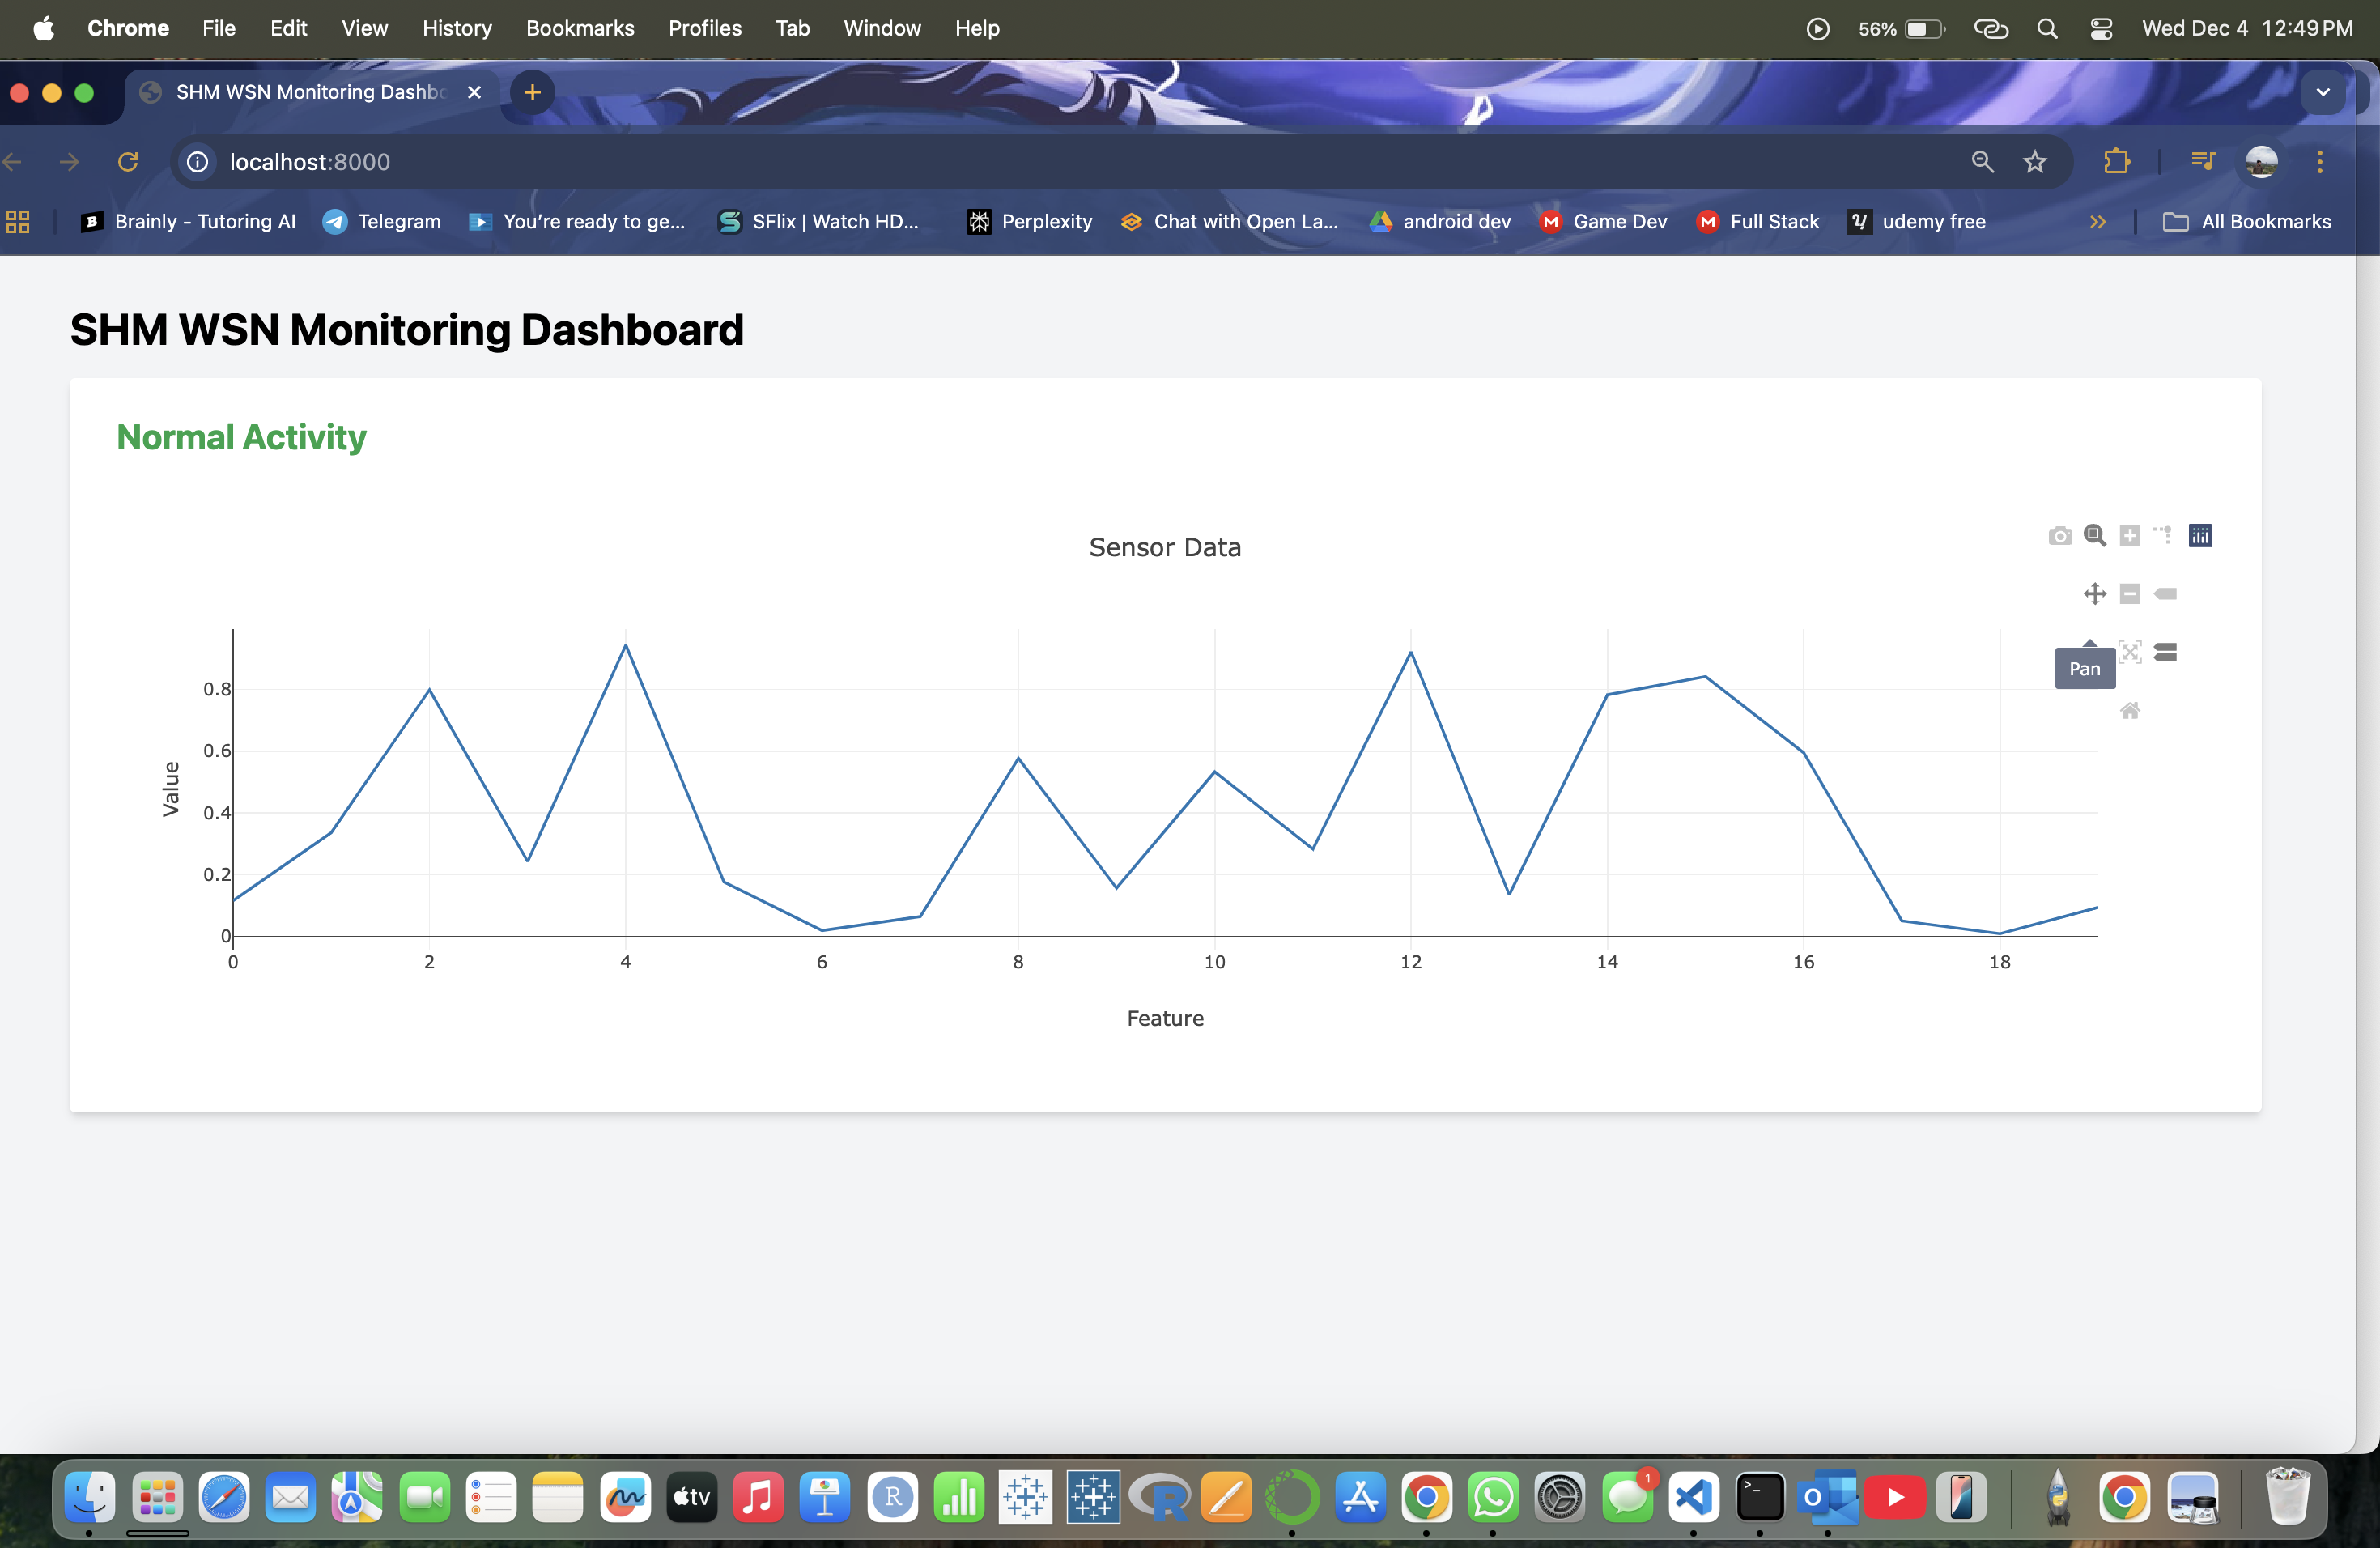 Chrome File Edit View History Bookmarks Profiles Tab Window Help 56% Wed Dec 4 12:49 PM
SHM WSN Monitoring Dashbo
localhost:8000
B Brainly - Tutoring AI Telegram You're ready to ge... SFlix | Watch HD... Perplexity Chat with Open La... android dev M Game Dev M Full Stack udemy free » All Bookmarks
SHM WSN Monitoring Dashboard
Normal Activity
Sensor Data
Pan
0.8
0.6
0.4
0.2
0
Value
0 2 4 6 8 10 12 14 16 18
Feature
tv R R 1 >_ O